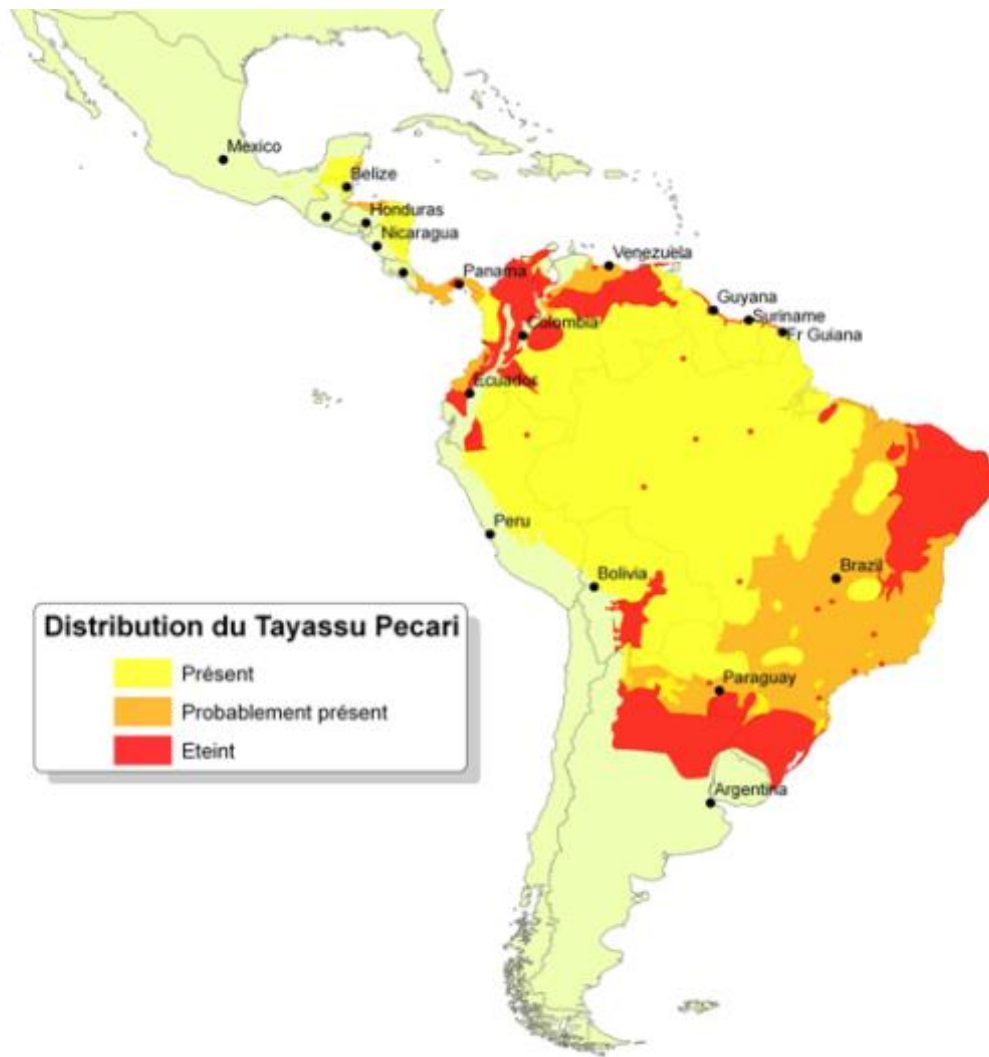 Mexico
Belize
Honduras
Nicaragua
Panama
Venezuela
Guyana
Suriname
Fr Guiana
Colombia
Ecuador
Peru
Bolivia
Brazil
Paraguay
Argentina
Distribution du Tayassu Pecari
Présent
Probablement présent
Eteint